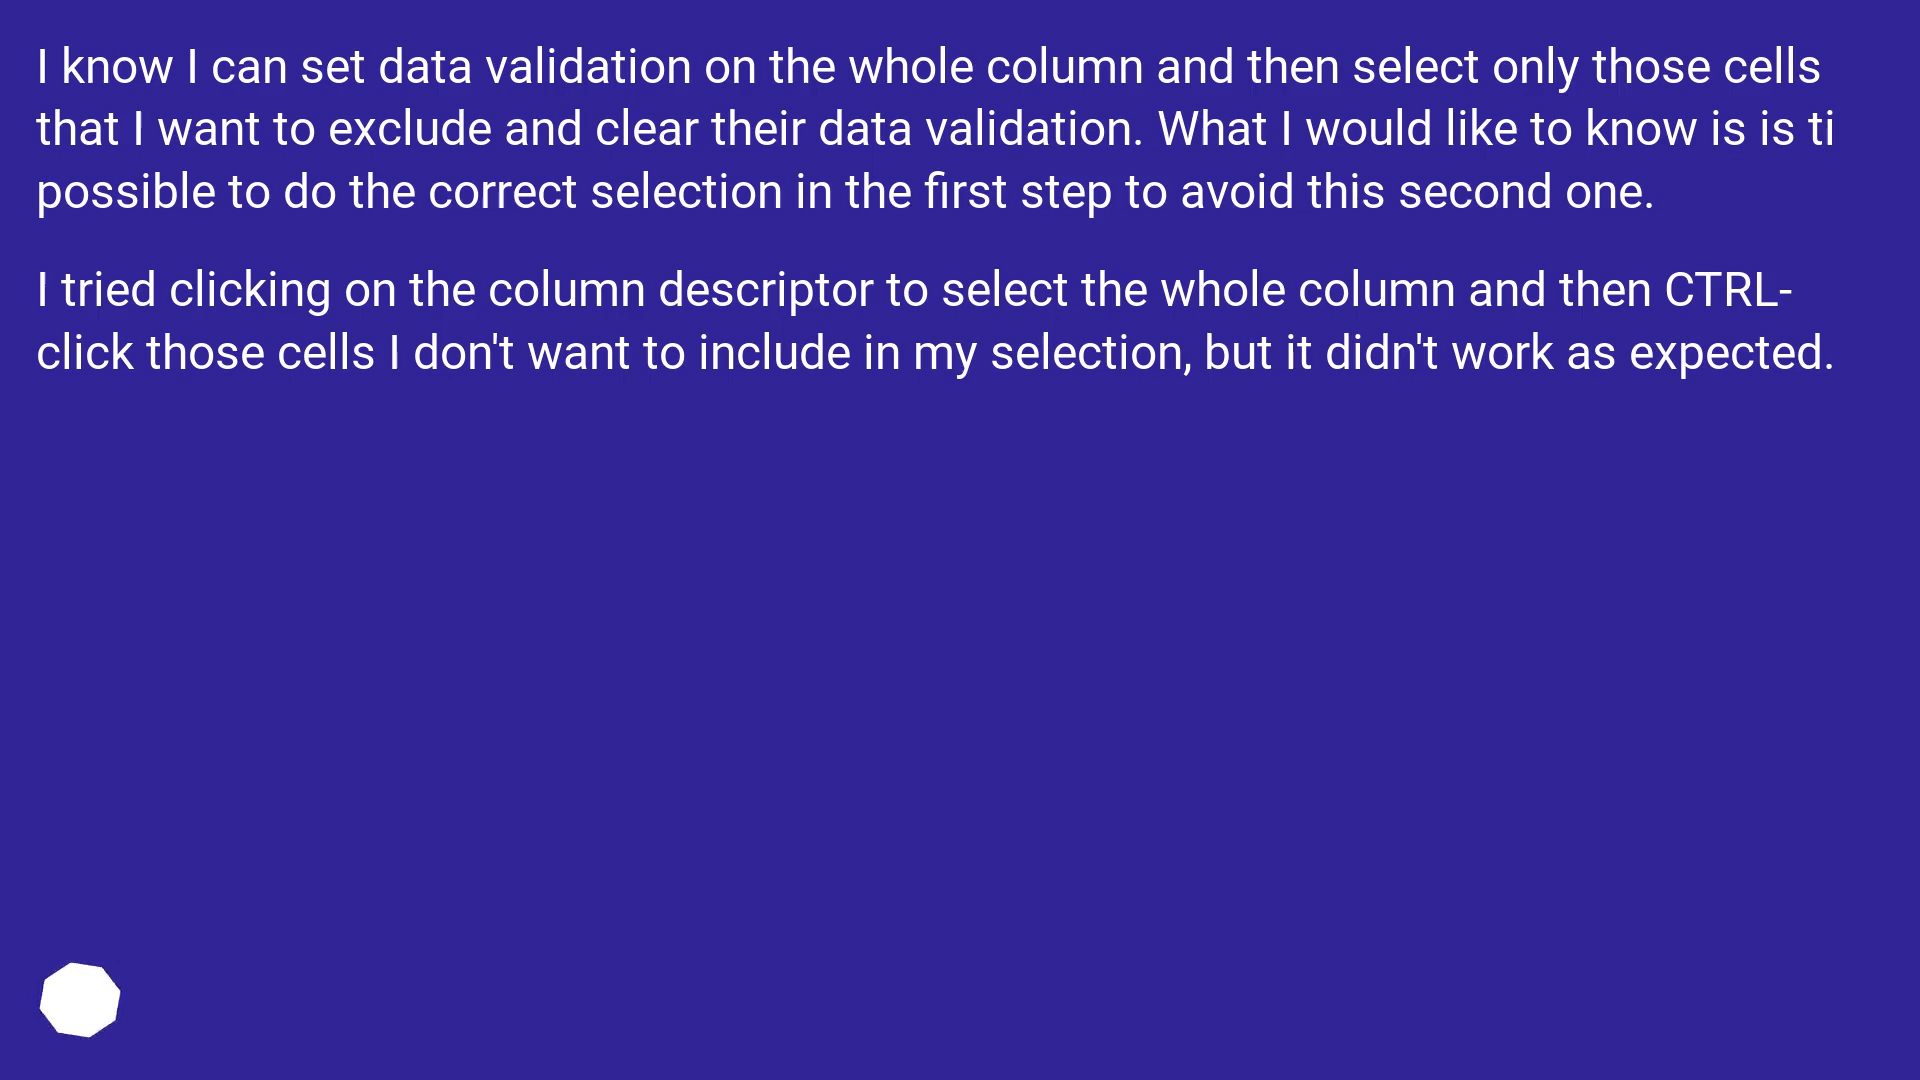 I know I can set data validation on the whole column and then select only those cells
that I want to exclude and clear their data validation. What I would like to know is is ti
possible to do the correct selection in the first step to avoid this second one.
I tried clicking on the column descriptor to select the whole column and then CTRL-
click those cells I don't want to include in my selection, but it didn't work as expected.